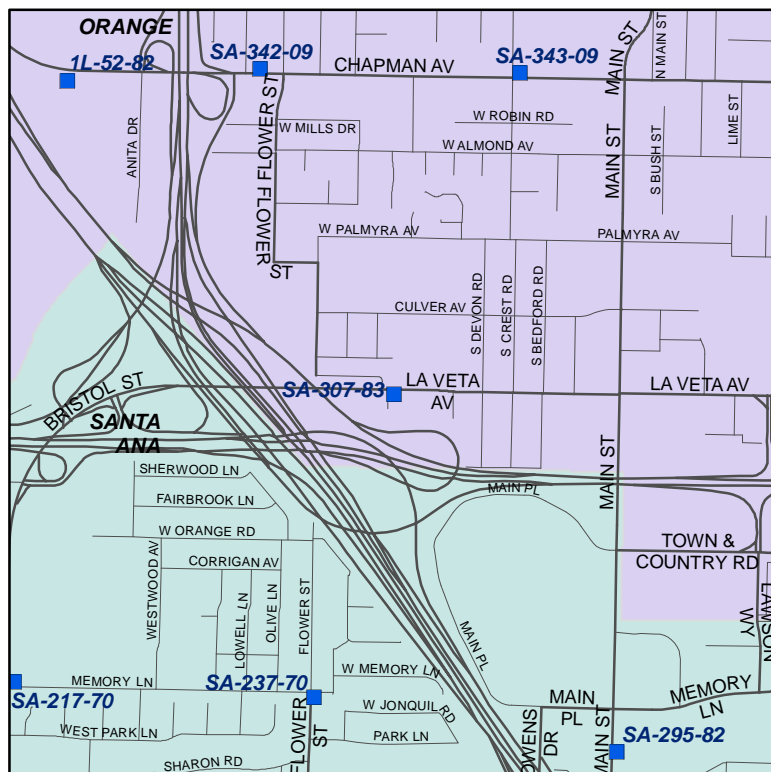 ORANGE
1L-52-82
SA-342-09
SA-343-09
CHAPMAN AV
MAIN ST
N MAIN ST
ANITA DR
FLOWER ST
W MILLS DR
W ROBIN RD
W ALMOND AV
LIME ST
S BUSH ST
MAIN ST
FLOWER
ST
W PALMYRA AV
PALMYRA AV
CULVER AV
S DEVON RD
S CREST RD
S BEDFORD RD
BRISTOL ST
SA-307-83
LA VETA
AV
LA VETA AV
SANTA
ANA
SHERWOOD LN
FAIRBROOK LN
MAIN PL
MAIN ST
W ORANGE RD
CORRIGAN AV
TOWN &
COUNTRY RD
WESTWOOD AV
LOWELL LN
OLIVE LN
FLOWER ST
LAWSON
WY
MAIN PL
MEMORY LN
SA-217-70
SA-237-70
W MEMORY LN
W JONQUIL RD
MAIN
PL
MEMORY
LN
WEST PARK LN
FLOWER
ST
PARK LN
OWENS
DR
MAIN ST
SA-295-82
SHARON RD